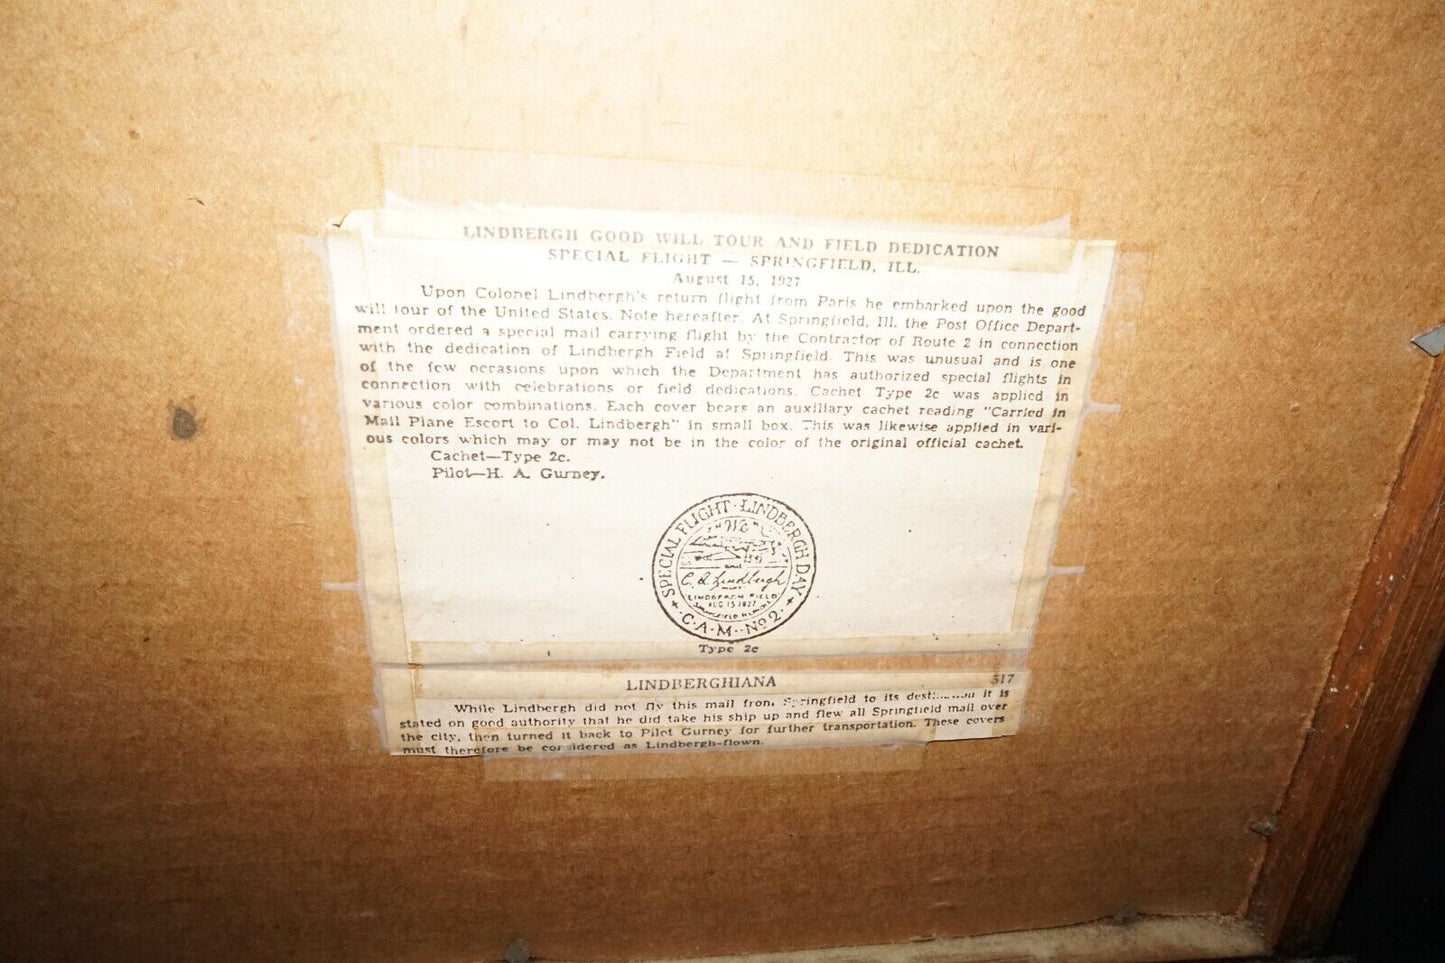 LINDBERGH GOOD WILL TOUR AND FIELD DEDICATION
SPECIAL FLIGHT — SPRINGFIELD, ILL.
August 15, 1927
Upon Colonel Lindbergh's return flight from Paris he embarked upon the good
will tour of the United States. Note hereafter. At Springfield, Ill. the Post Office Depart-
ment ordered a special mail carrying flight by the Contractor of Route 2 in connection
with the dedication of Lindbergh Field at Springfield. This was unusual and is one
of the few occasions upon which the Department has authorized special flights in
connection with celebrations or field dedications. Cachet Type 2c was applied in
various color combinations. Each cover bears an auxiliary cachet reading "Carried in
Mail Plane Escort to Col. Lindbergh" in small box. This was likewise applied in vari-
ous colors which may or may not be in the color of the original official cachet.
Cachet—Type 2c.
Pilot—H. A. Gurney.
SPECIAL FLIGHT · LINDBERGH DAY
"We"
and
C. A. Lindbergh
LINDBERGH FIELD
AUG 15 1927
SPRINGFIELD ILLINOIS
C·A·M·No 2·
Type 2c
LINDBERGHIANA 317
While Lindbergh did not fly this mail from Springfield to its destination it is
stated on good authority that he did take his ship up and flew all Springfield mail over
the city, then turned it back to Pilot Gurney for further transportation. These covers
must therefore be considered as Lindbergh-flown.